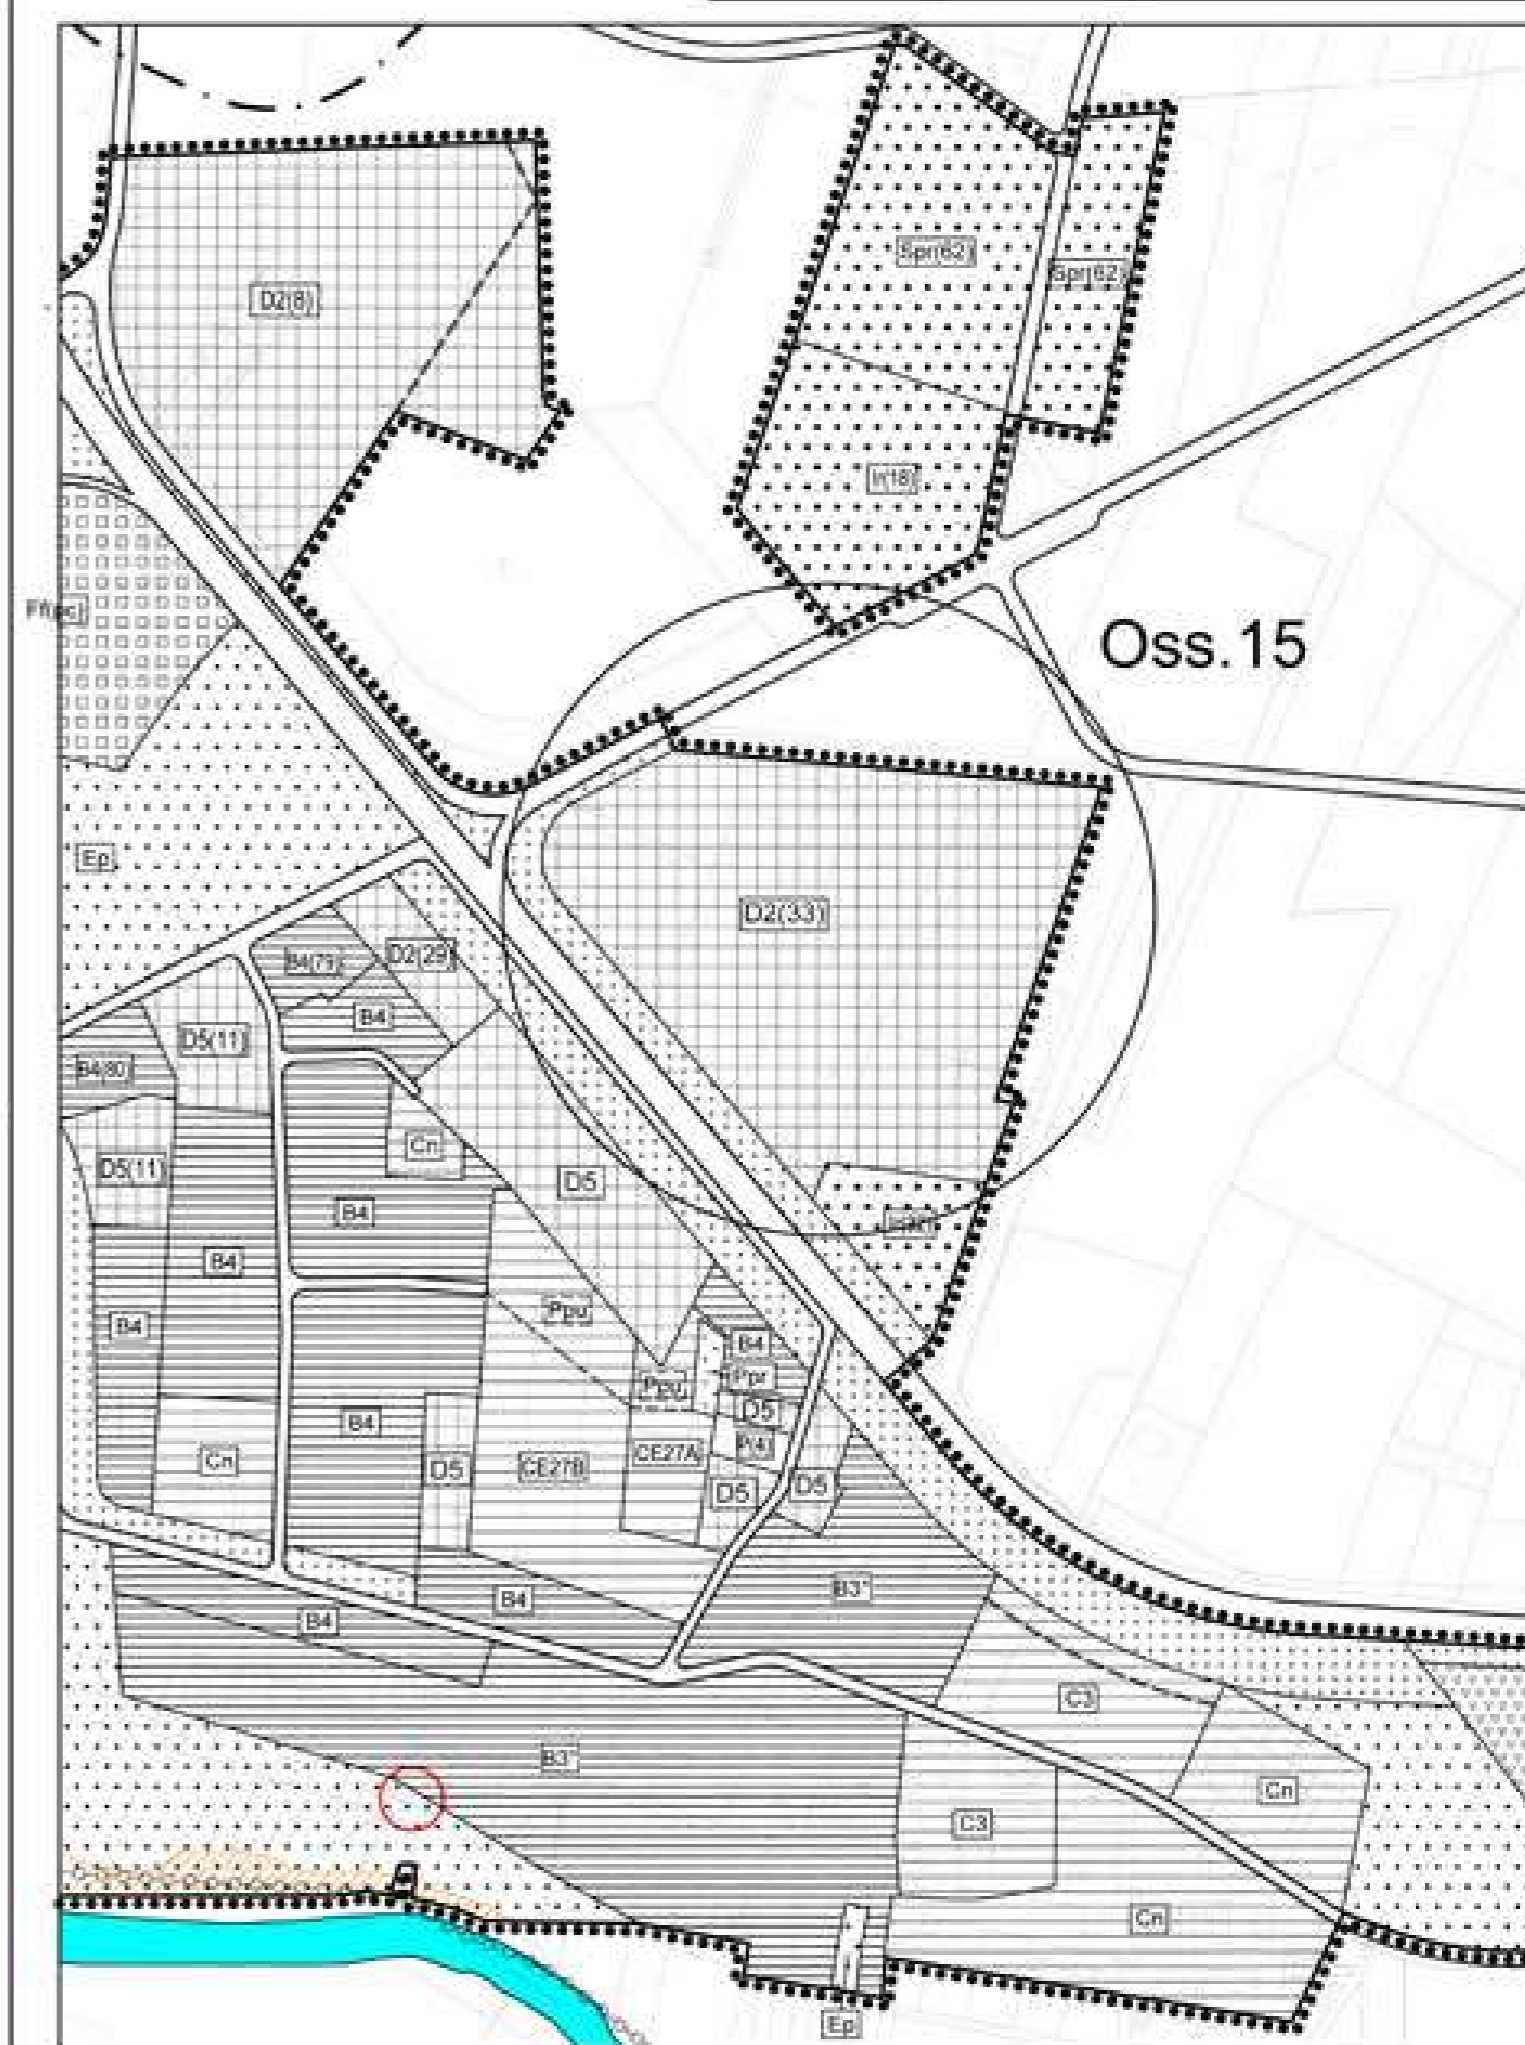 Spr(62)
Spr(62)
D2(8)
Ir(18)
Oss.15
Ep
D2(33)
B4(79)
D2(29)
B4
D5(11)
B4(80)
Cn
D5(11)
D5
B4
B4
Ppu
B4
B4
Ppr
Ppu
D5
B4
P(4)
Cn
D5
CE27B
CE27A
D5
D5
B4
B4
B3*
C3
B3*
Cn
C3
Cn
Ep